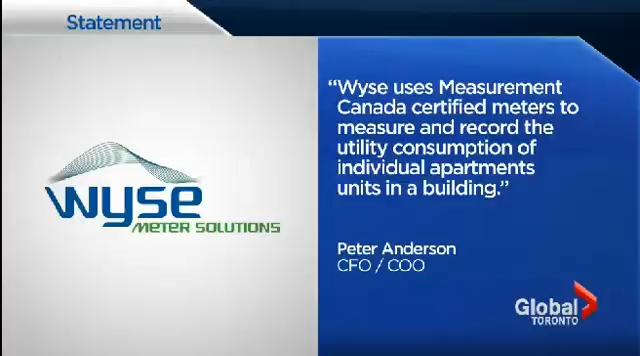 Statement
wyse
METER SOLUTIONS
“Wyse uses Measurement
Canada certified meters to
measure and record the
utility consumption of
individual apartments
units in a building.”
Peter Anderson
CFO / COO
Global
TORONTO